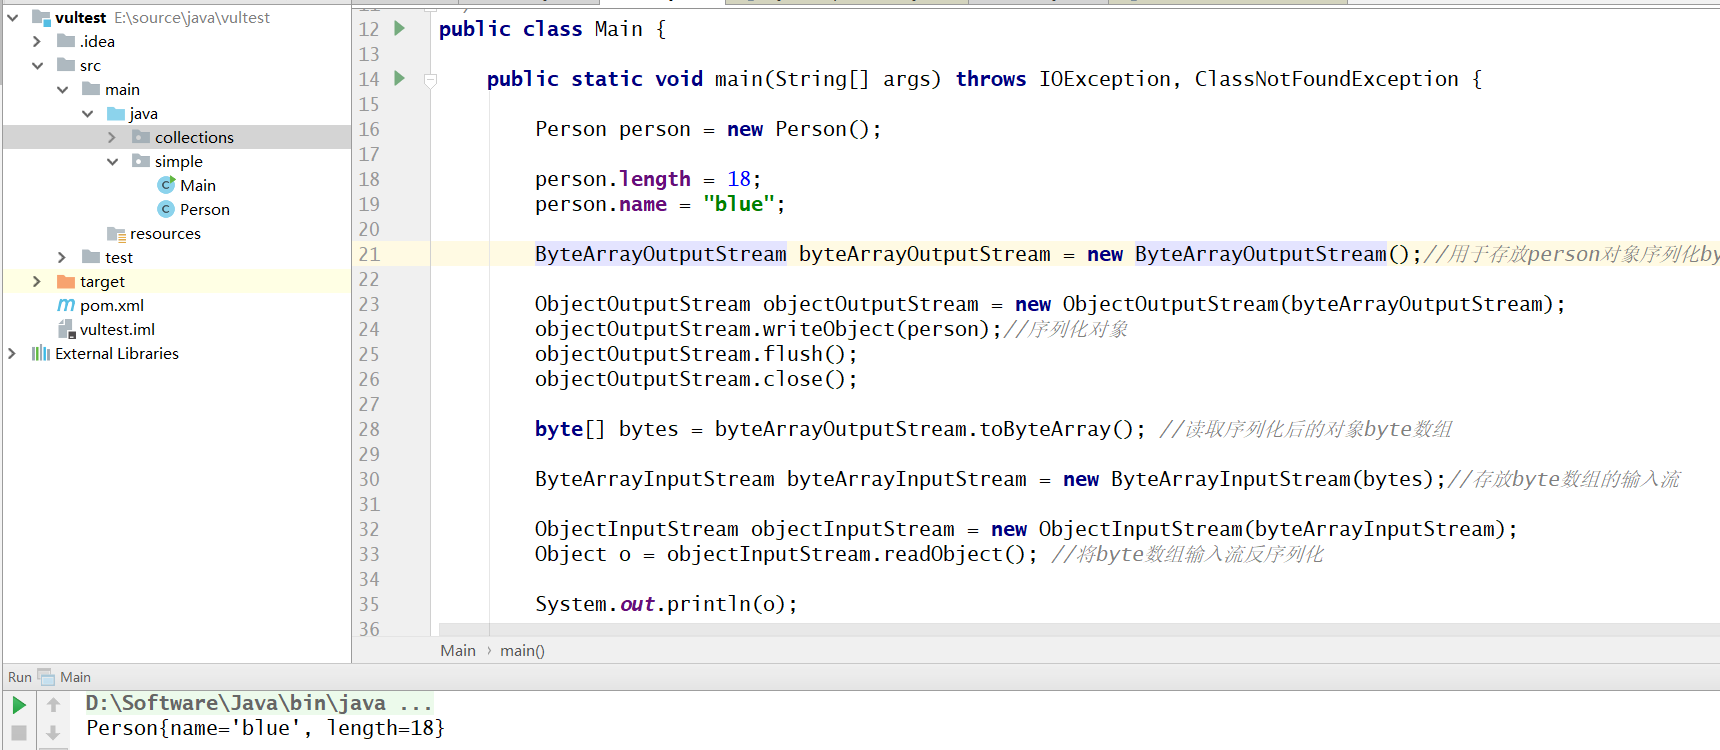 vultest E:\source\java\vultest
.idea
src
main
java
collections
simple
Main
Person
resources
test
target
pom.xml
vultest.iml
External Libraries
12 public class Main {
13
14 public static void main(String[] args) throws IOException, ClassNotFoundException {
15
16 Person person = new Person();
17
18 person.length = 18;
19 person.name = "blue";
20
21 ByteArrayOutputStream byteArrayOutputStream = new ByteArrayOutputStream();//用于存放person对象序列化by
22
23 ObjectOutputStream objectOutputStream = new ObjectOutputStream(byteArrayOutputStream);
24 objectOutputStream.writeObject(person);//序列化对象
25 objectOutputStream.flush();
26 objectOutputStream.close();
27
28 byte[] bytes = byteArrayOutputStream.toByteArray(); //读取序列化后的对象byte数组
29
30 ByteArrayInputStream byteArrayInputStream = new ByteArrayInputStream(bytes);//存放byte数组的输入流
31
32 ObjectInputStream objectInputStream = new ObjectInputStream(byteArrayInputStream);
33 Object o = objectInputStream.readObject(); //将byte数组输入流反序列化
34
35 System.out.println(o);
36
Main › main()
Run Main
D:\Software\Java\bin\java ...
Person{name='blue', length=18}